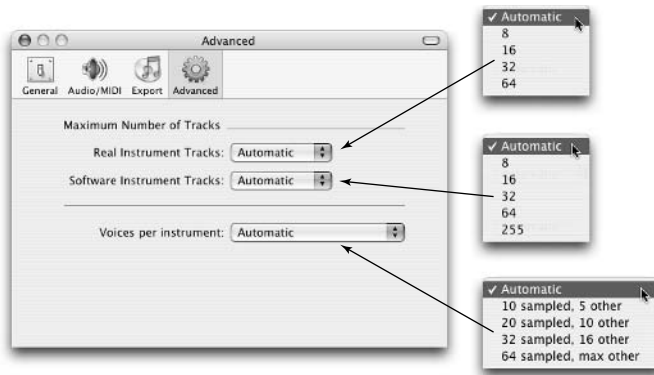 Advanced
General Audio/MIDI Export Advanced
Maximum Number of Tracks
Real Instrument Tracks: Automatic
Software Instrument Tracks: Automatic
Voices per instrument: Automatic
✓ Automatic
8
16
32
64
✓ Automatic
8
16
32
64
255
✓ Automatic
10 sampled, 5 other
20 sampled, 10 other
32 sampled, 16 other
64 sampled, max other